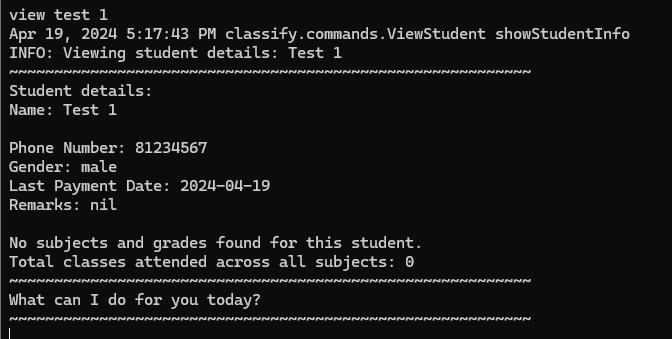 view test 1
Apr 19, 2024 5:17:43 PM classify.commands.ViewStudent showStudentInfo
INFO: Viewing student details: Test 1
~~~~~~~~~~~~~~~~~~~~~~~~~~~~~~~~~~~~~~~~~~~~~~~~~~~~~~~~~~
Student details:
Name: Test 1
Phone Number: 81234567
Gender: male
Last Payment Date: 2024-04-19
Remarks: nil
No subjects and grades found for this student.
Total classes attended across all subjects: 0
~~~~~~~~~~~~~~~~~~~~~~~~~~~~~~~~~~~~~~~~~~~~~~~~~~~~~~~~~~
What can I do for you today?
~~~~~~~~~~~~~~~~~~~~~~~~~~~~~~~~~~~~~~~~~~~~~~~~~~~~~~~~~~